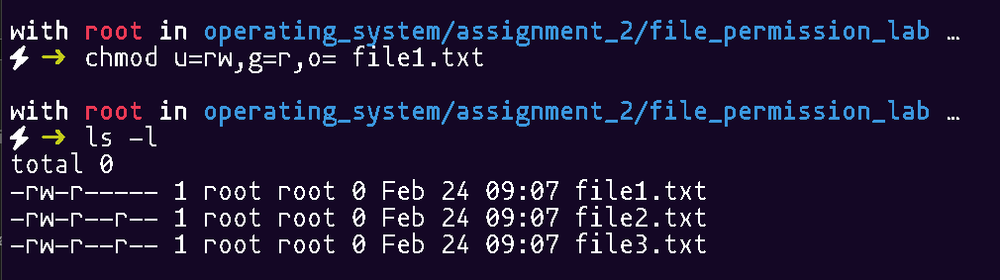 with root in operating_system/assignment_2/file_permission_lab …
⚡ → chmod u=rw,g=r,o= file1.txt
with root in operating_system/assignment_2/file_permission_lab …
⚡ → ls -l
total 0
-rw-r----- 1 root root 0 Feb 24 09:07 file1.txt
-rw-r--r-- 1 root root 0 Feb 24 09:07 file2.txt
-rw-r--r-- 1 root root 0 Feb 24 09:07 file3.txt